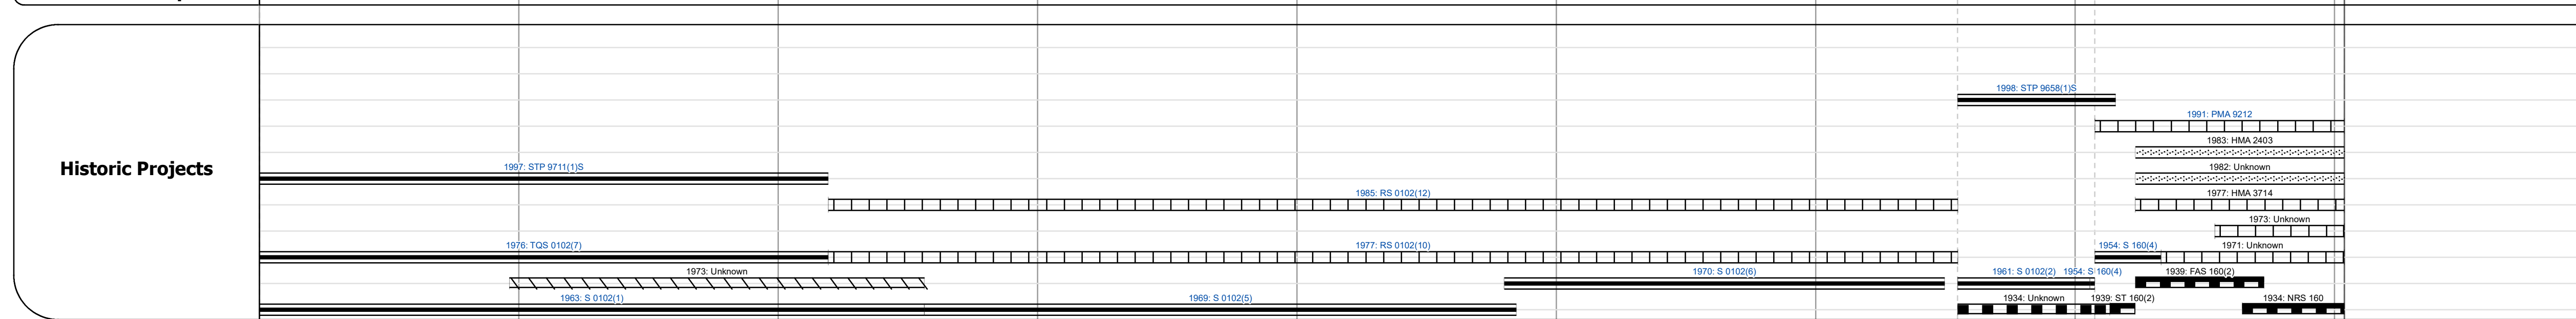 1998: STP 9658(1)S
1991: PMA 9212
1983: HMA 2403
Historic Projects
1997: STP 9711(1)S
1982: Unknown
1985: RS 0102(12)
1977: HMA 3714
1973: Unknown
1976: TQS 0102(7)
1977: RS 0102(10)
1954: S 160(4)
1971: Unknown
1973: Unknown
1970: S 0102(6)
1961: S 0102(2)
1954: S 160(4)
1939: FAS 160(2)
1963: S 0102(1)
1969: S 0102(5)
1934: Unknown
1939: ST 160(2)
1934: NRS 160